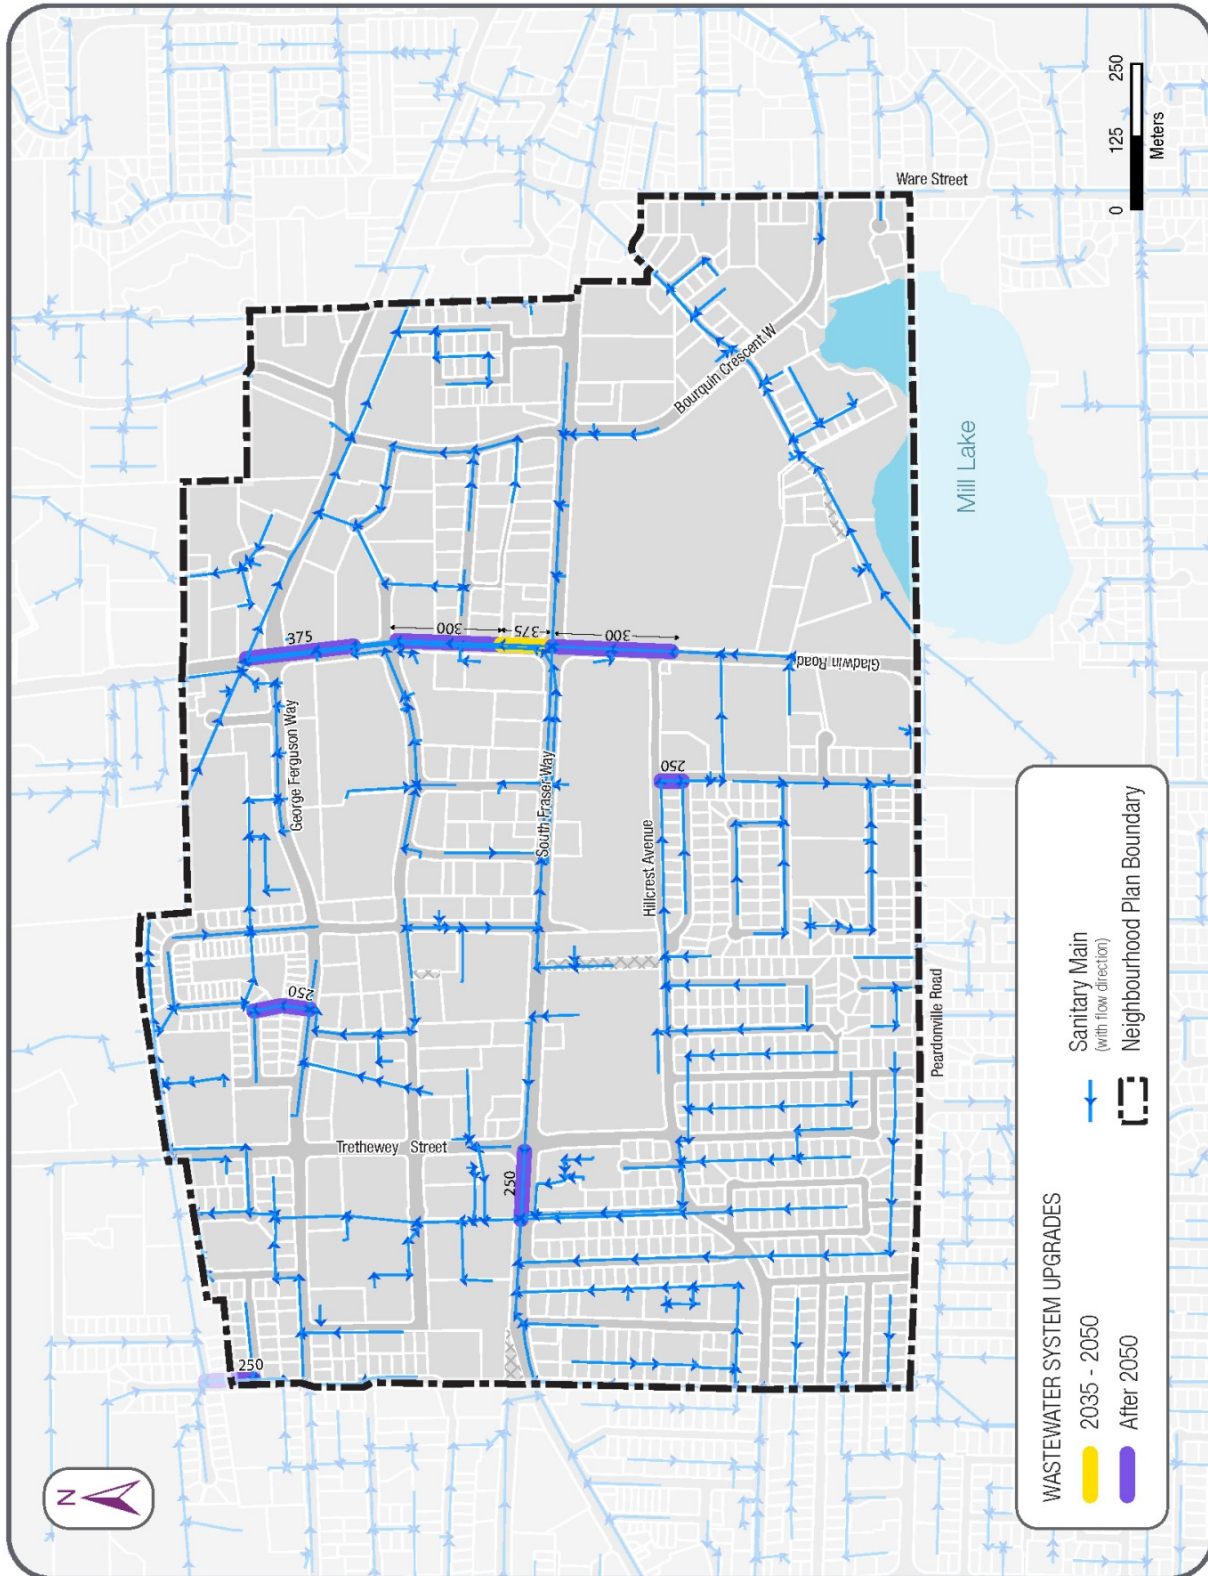 250
125
0
Meters
Ware Street
Bourquin Crescent W
Mill Lake
375
300
375
300
Gladwin Road
George Ferguson Way
South Fraser Way
Hillcrest Avenue
250
250
Trethewey Street
250
250
Peardonville Road
N
WASTEWATER SYSTEM UPGRADES
2035 - 2050
After 2050
Sanitary Main
(with flow direction)
Neighbourhood Plan Boundary